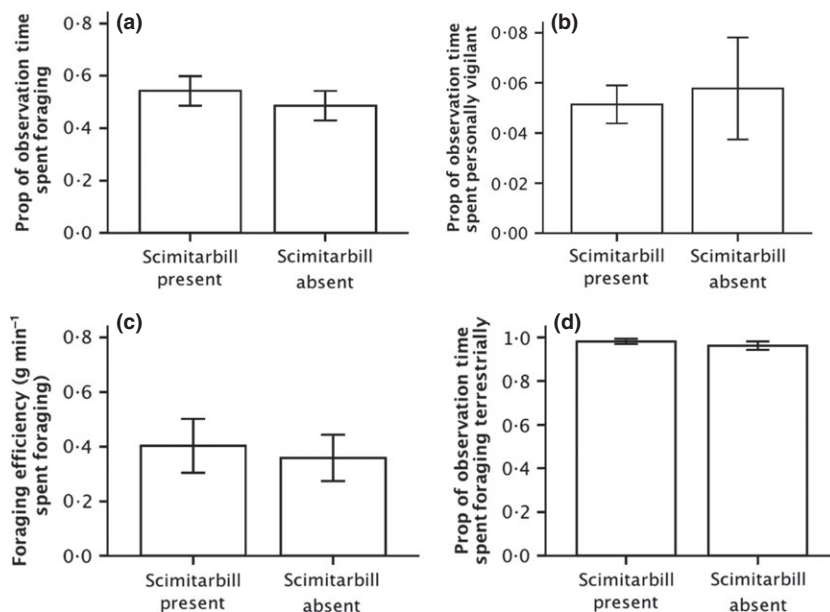 (a)
Prop of observation time
spent foraging
0·8
0·6
0·4
0·2
0·0
Scimitarbill
present
Scimitarbill
absent
(b)
Prop of observation time
spent personally vigilant
0·08
0·06
0·04
0·02
0·00
Scimitarbill
present
Scimitarbill
absent
(c)
Foraging efficiency (g min⁻¹
spent foraging)
0·8
0·6
0·4
0·2
0·0
Scimitarbill
present
Scimitarbill
absent
(d)
Prop of observation time
spent foraging terrestrially
1·0
0·8
0·6
0·4
0·2
0·0
Scimitarbill
present
Scimitarbill
absent